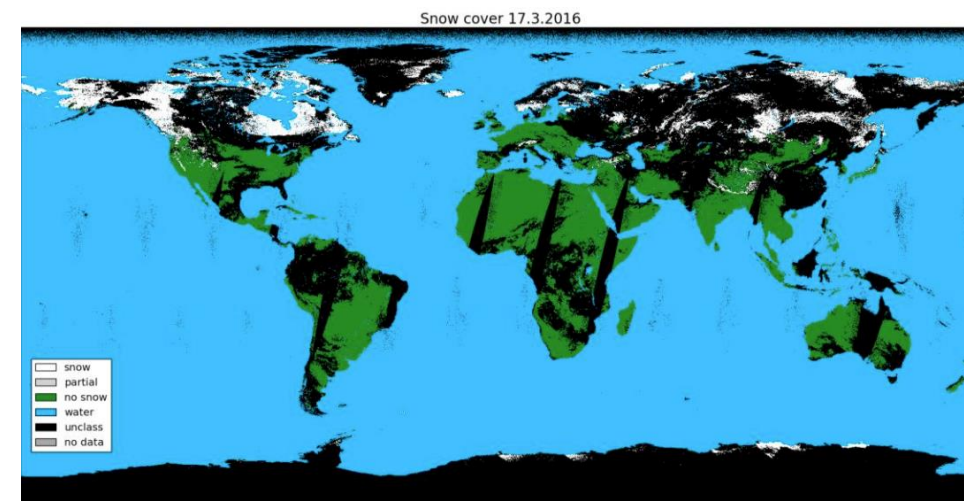 Snow cover 17.3.2016
snow
partial
no snow
water
unclass
no data